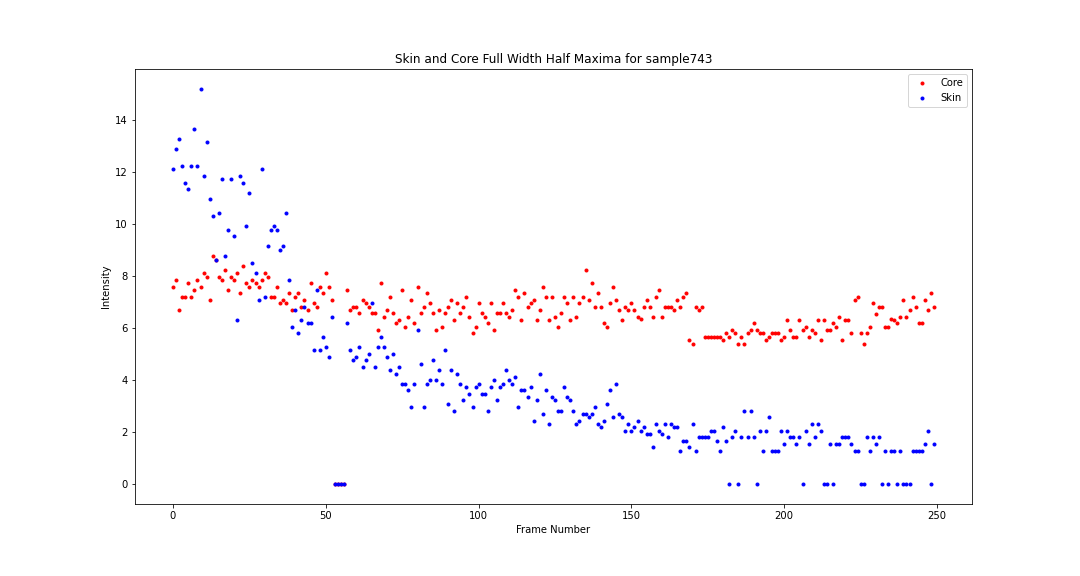 Skin and Core Full Width Half Maxima for sample743
Core
Skin
Intensity
14
12
10
8
6
4
2
0
0 50 100 150 200 250
Frame Number